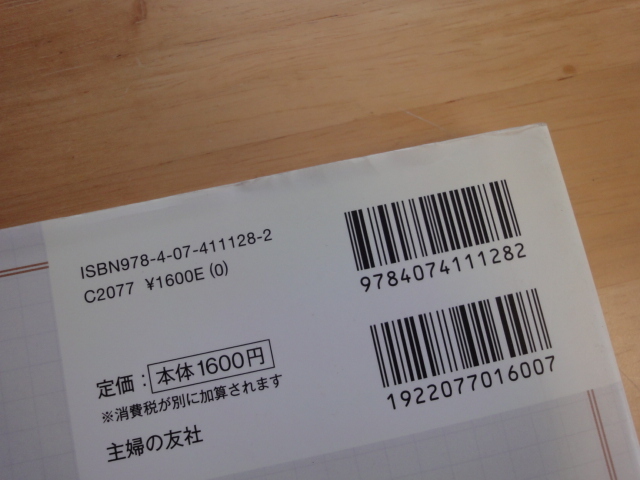 ISBN978-4-07-411128-2
C2077 ¥1600E (0)
定価：本体1600円
※消費税が別に加算されます
主婦の友社
9784074111282
1922077016007